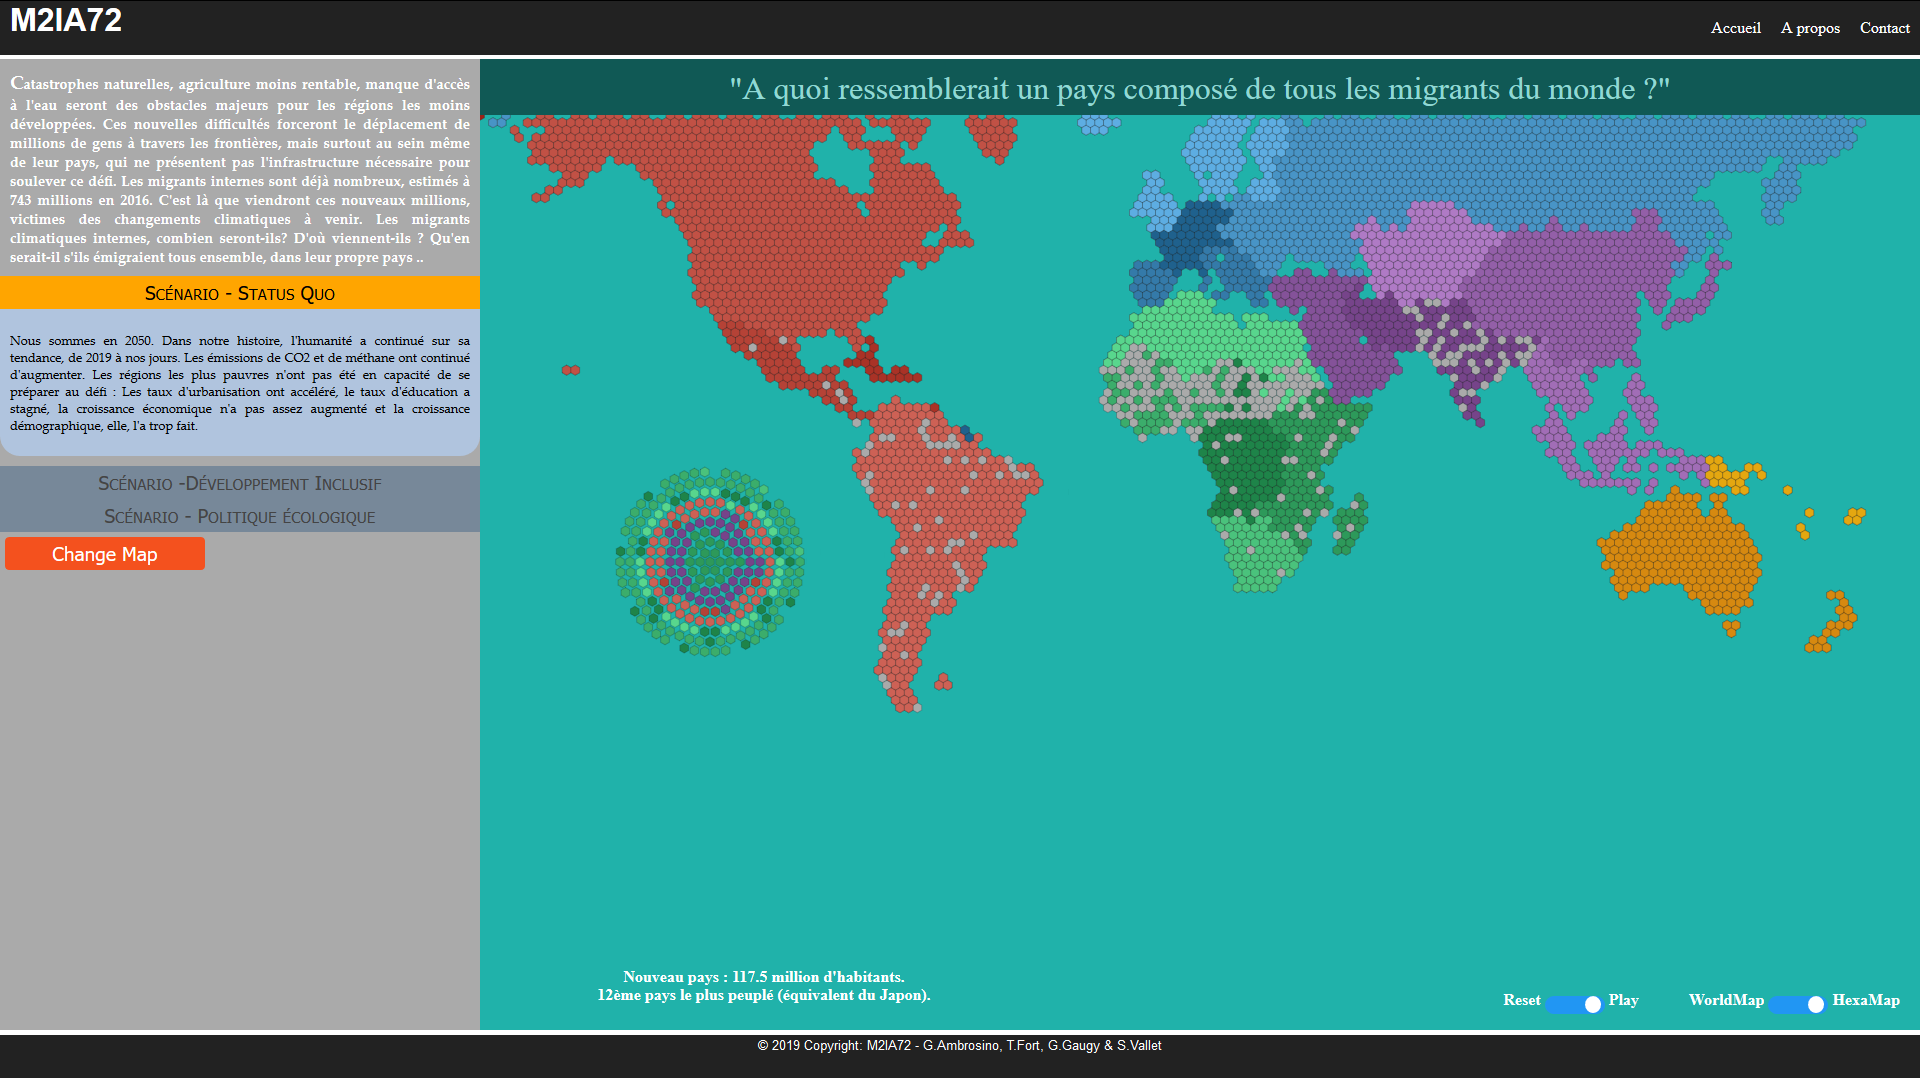 M2IA72
Accueil A propos Contact
Catastrophes naturelles, agriculture moins rentable, manque d'accès
à l'eau seront des obstacles majeurs pour les régions les moins
développées. Ces nouvelles difficultés forceront le déplacement de
millions de gens à travers les frontières, mais surtout au sein même
de leur pays, qui ne présentent pas l'infrastructure nécessaire pour
soulever ce défi. Les migrants internes sont déjà nombreux, estimés à
743 millions en 2016. C'est là que viendront ces nouveaux millions,
victimes des changements climatiques à venir. Les migrants
climatiques internes, combien seront-ils? D'où viennent-ils ? Qu'en
serait-il s'ils émigraient tous ensemble, dans leur propre pays ..
Scénario - Status Quo
Nous sommes en 2050. Dans notre histoire, l'humanité a continué sur sa
tendance, de 2019 à nos jours. Les émissions de CO2 et de méthane ont continué
d'augmenter. Les régions les plus pauvres n'ont pas été en capacité de se
préparer au défi : Les taux d'urbanisation ont accéléré, le taux d'éducation a
stagné, la croissance économique n'a pas assez augmenté et la croissance
démographique, elle, l'a trop fait.
Scénario -Développement Inclusif
Scénario - Politique écologique
Change Map
"A quoi ressemblerait un pays composé de tous les migrants du monde ?"
Nouveau pays : 117.5 million d'habitants.
12ème pays le plus peuplé (équivalent du Japon).
Reset Play WorldMap HexaMap
© 2019 Copyright: M2IA72 - G.Ambrosino, T.Fort, G.Gaugy & S.Vallet